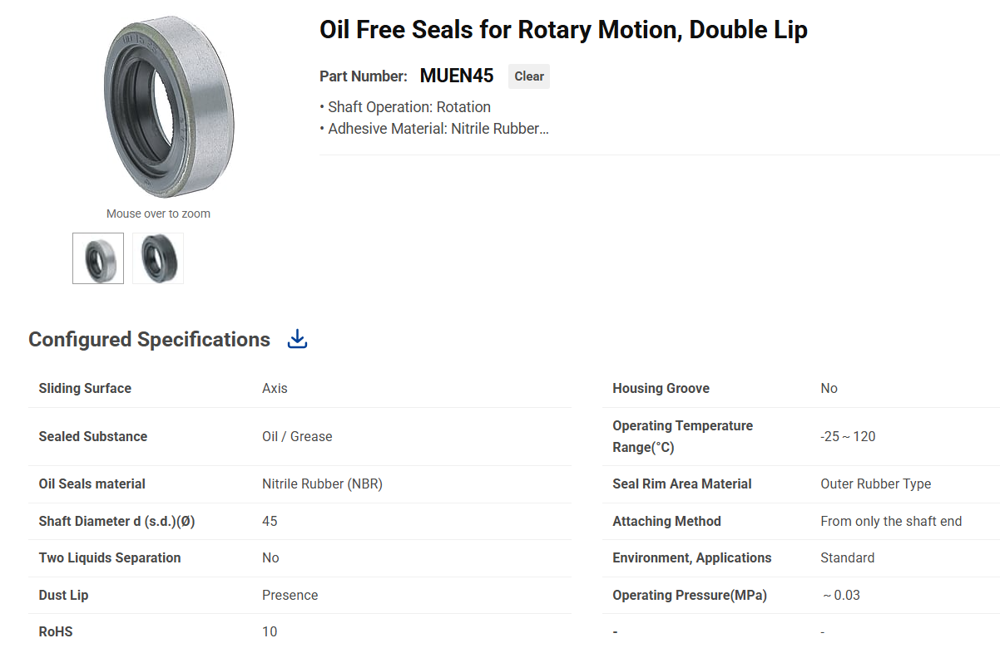 Oil Free Seals for Rotary Motion, Double Lip
Part Number: MUEN45 Clear
• Shaft Operation: Rotation
• Adhesive Material: Nitrile Rubber…
Mouse over to zoom
Configured Specifications
Sliding Surface Axis Housing Groove No
Sealed Substance Oil / Grease Operating Temperature Range(°C) -25 ~ 120
Oil Seals material Nitrile Rubber (NBR) Seal Rim Area Material Outer Rubber Type
Shaft Diameter d (s.d.)(Ø) 45 Attaching Method From only the shaft end
Two Liquids Separation No Environment, Applications Standard
Dust Lip Presence Operating Pressure(MPa) ~ 0.03
RoHS 10 - -